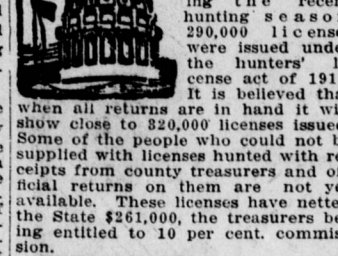 ing the recen
hunting seaso
290,000 license
were issued unde
the hunters' l
cense act of 191
It is believed tha
when all returns are in hand it wi
show close to 320,000 licenses issued
Some of the people who could not b
supplied with licenses hunted with re
ceipts from county treasurers and o
ficial returns on them are not ye
available. These licenses have nette
the State $261,000, the treasurers be
ing entitled to 10 per cent. commis
sion.